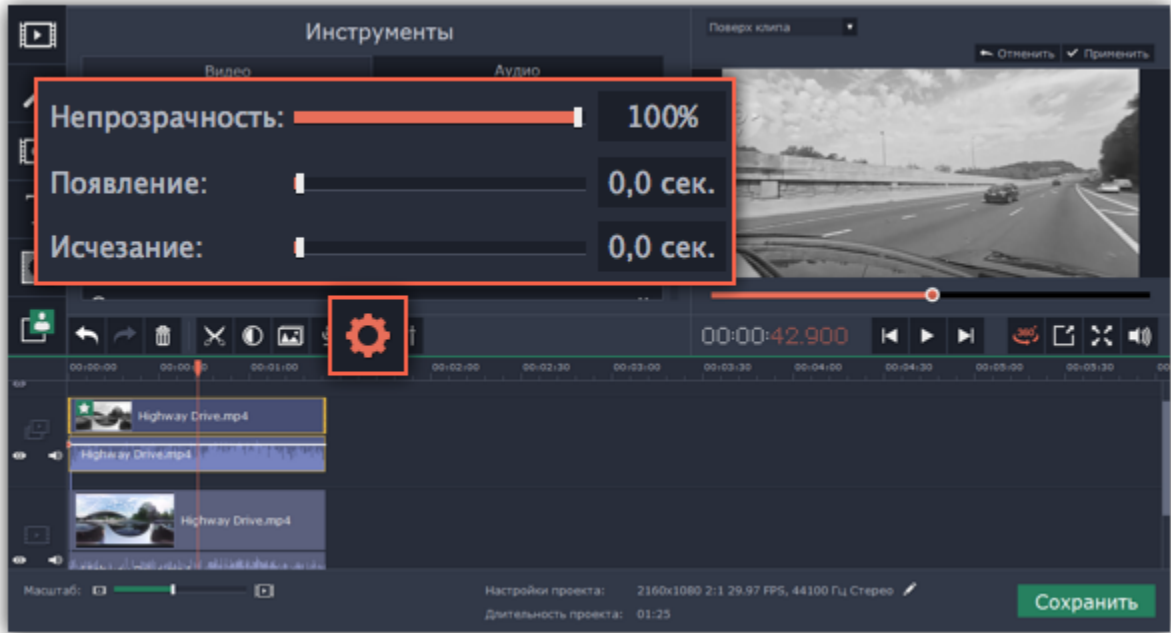 Инструменты
Поверх клипа
Отменить Применить
Видео Аудио
Непрозрачность: 100%
Появление: 0,0 сек.
Исчезание: 0,0 сек.
00:00:42.900
360°
00:00:00 00:01:00 00:02:00 00:02:30 00:03:00 00:03:30 00:04:00 00:04:30 00:05:00 00:05:30
Highway Drive.mp4
Highway Drive.mp4
Highway Drive.mp4
Масштаб: Настройки проекта: 2160x1080 2:1 29.97 FPS, 44100 Гц Стерео
Сохранить
Длительность проекта: 01:25